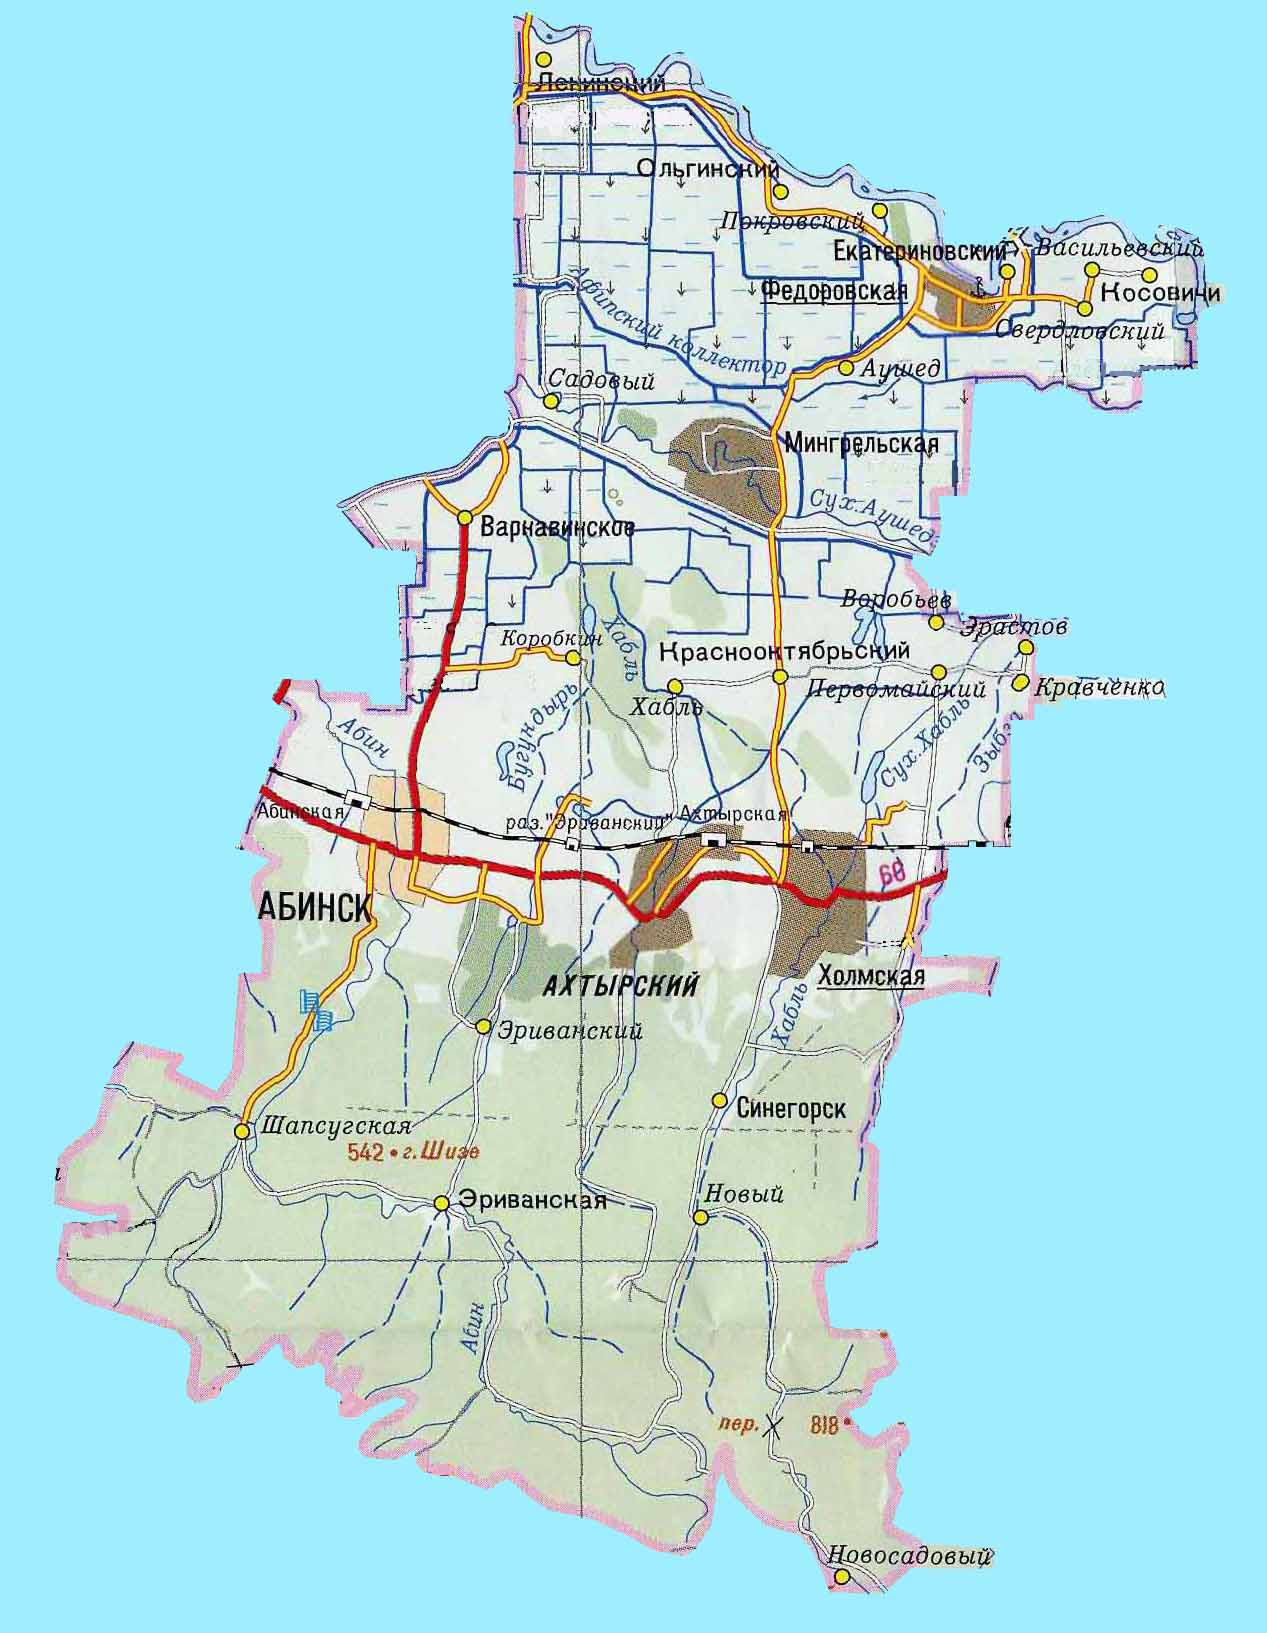 Ленинский
Ольгинский
Покровский
Екатериновский
Васильевский
Федоровская
Косовичи
Свердловский
Абинский коллектор
Аушед
Садовый
Мингрельская
Сух. Аушед
Варнавинское
Воробьев
Эрастов
Коробкин
Хабль
Краснооктябрьский
Первомайский
Кравченко
Хабль
Бугундырь
Абин
Сух. Хабль
Абинская
раз. "Эриванский"
Ахтырская
60
АБИНСК
АХТЫРСКИЙ
Холмская
Хабль
Эриванский
Синегорск
Шапсугская
542 • г. Шизе
Эриванская
Новый
Абин
пер.
818
Новосадовый